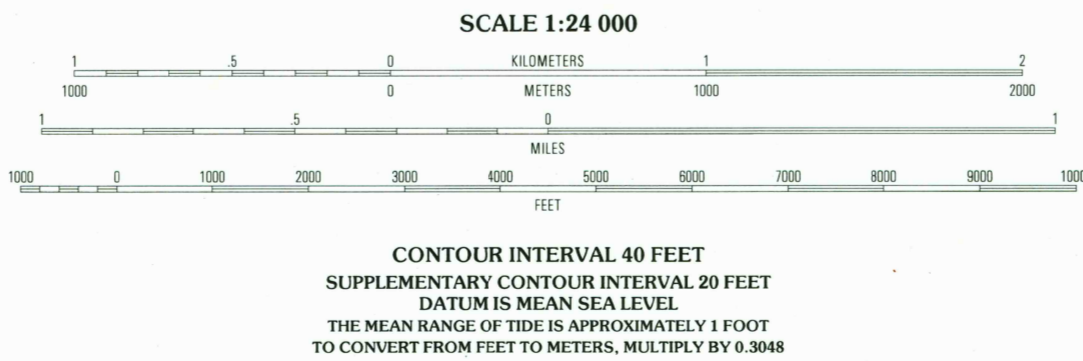 SCALE 1:24 000
1 .5 0 KILOMETERS 1 2
1000 0 METERS 1000 2000
1 .5 0 1
MILES
1000 0 1000 2000 3000 4000 5000 6000 7000 8000 9000 1000
FEET
CONTOUR INTERVAL 40 FEET
SUPPLEMENTARY CONTOUR INTERVAL 20 FEET
DATUM IS MEAN SEA LEVEL
THE MEAN RANGE OF TIDE IS APPROXIMATELY 1 FOOT
TO CONVERT FROM FEET TO METERS, MULTIPLY BY 0.3048